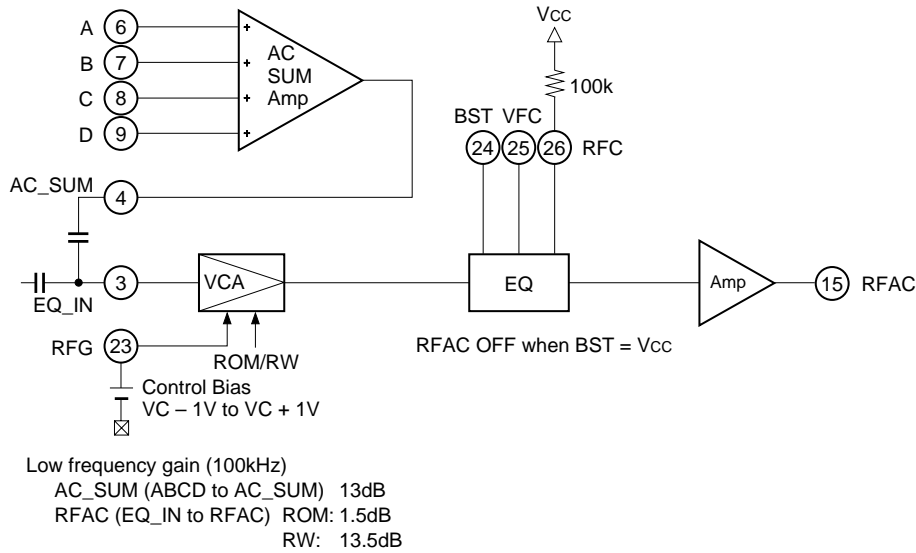 A 6
B 7
C 8
D 9
+
+
+
+
AC
SUM
Amp
VCC
100k
BST VFC
24 25 26 RFC
AC_SUM 4
3
EQ_IN
VCA
EQ
Amp
15 RFAC
RFG 23
ROM/RW
RFAC OFF when BST = VCC
Control Bias
VC – 1V to VC + 1V
Low frequency gain (100kHz)
AC_SUM (ABCD to AC_SUM) 13dB
RFAC (EQ_IN to RFAC) ROM: 1.5dB
RW: 13.5dB